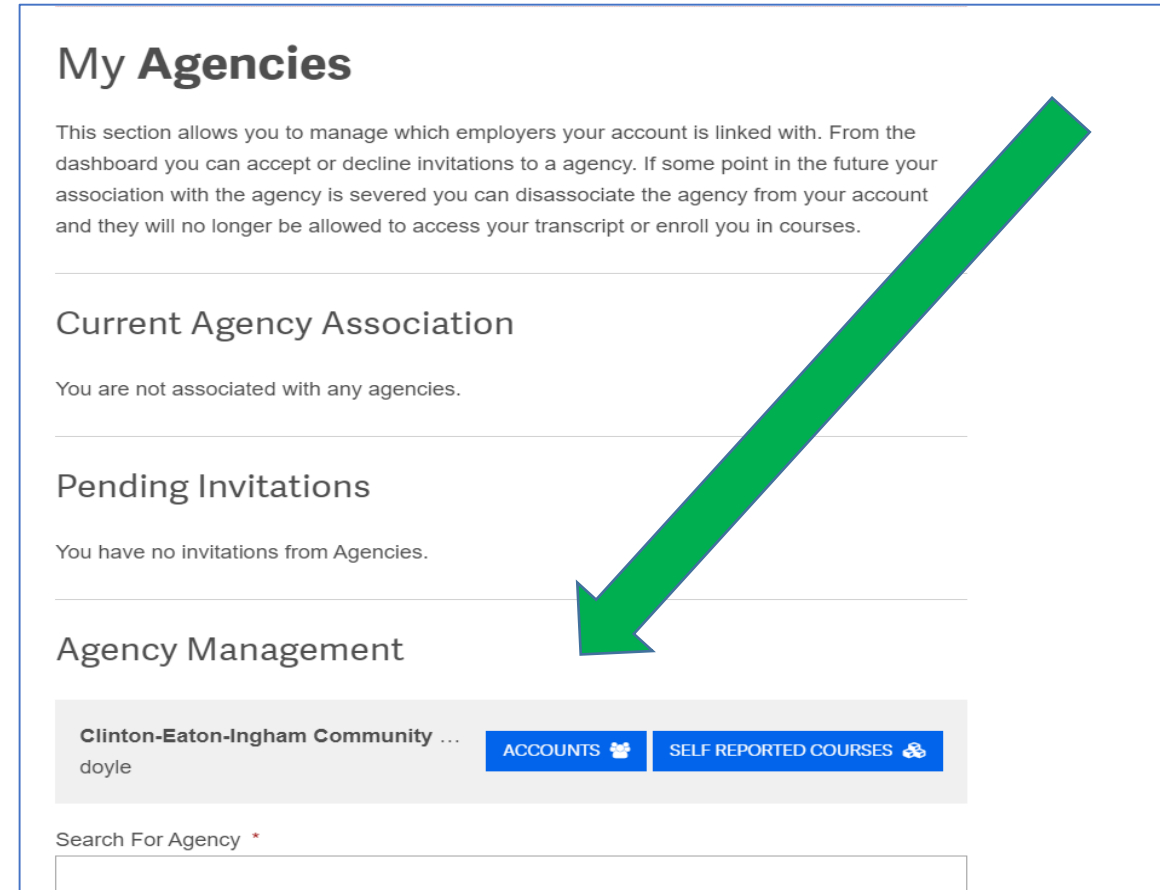 My Agencies
This section allows you to manage which employers your account is linked with. From the
dashboard you can accept or decline invitations to a agency. If some point in the future your
association with the agency is severed you can disassociate the agency from your account
and they will no longer be allowed to access your transcript or enroll you in courses.
Current Agency Association
You are not associated with any agencies.
Pending Invitations
You have no invitations from Agencies.
Agency Management
Clinton-Eaton-Ingham Community ...
doyle
ACCOUNTS
SELF REPORTED COURSES
Search For Agency *